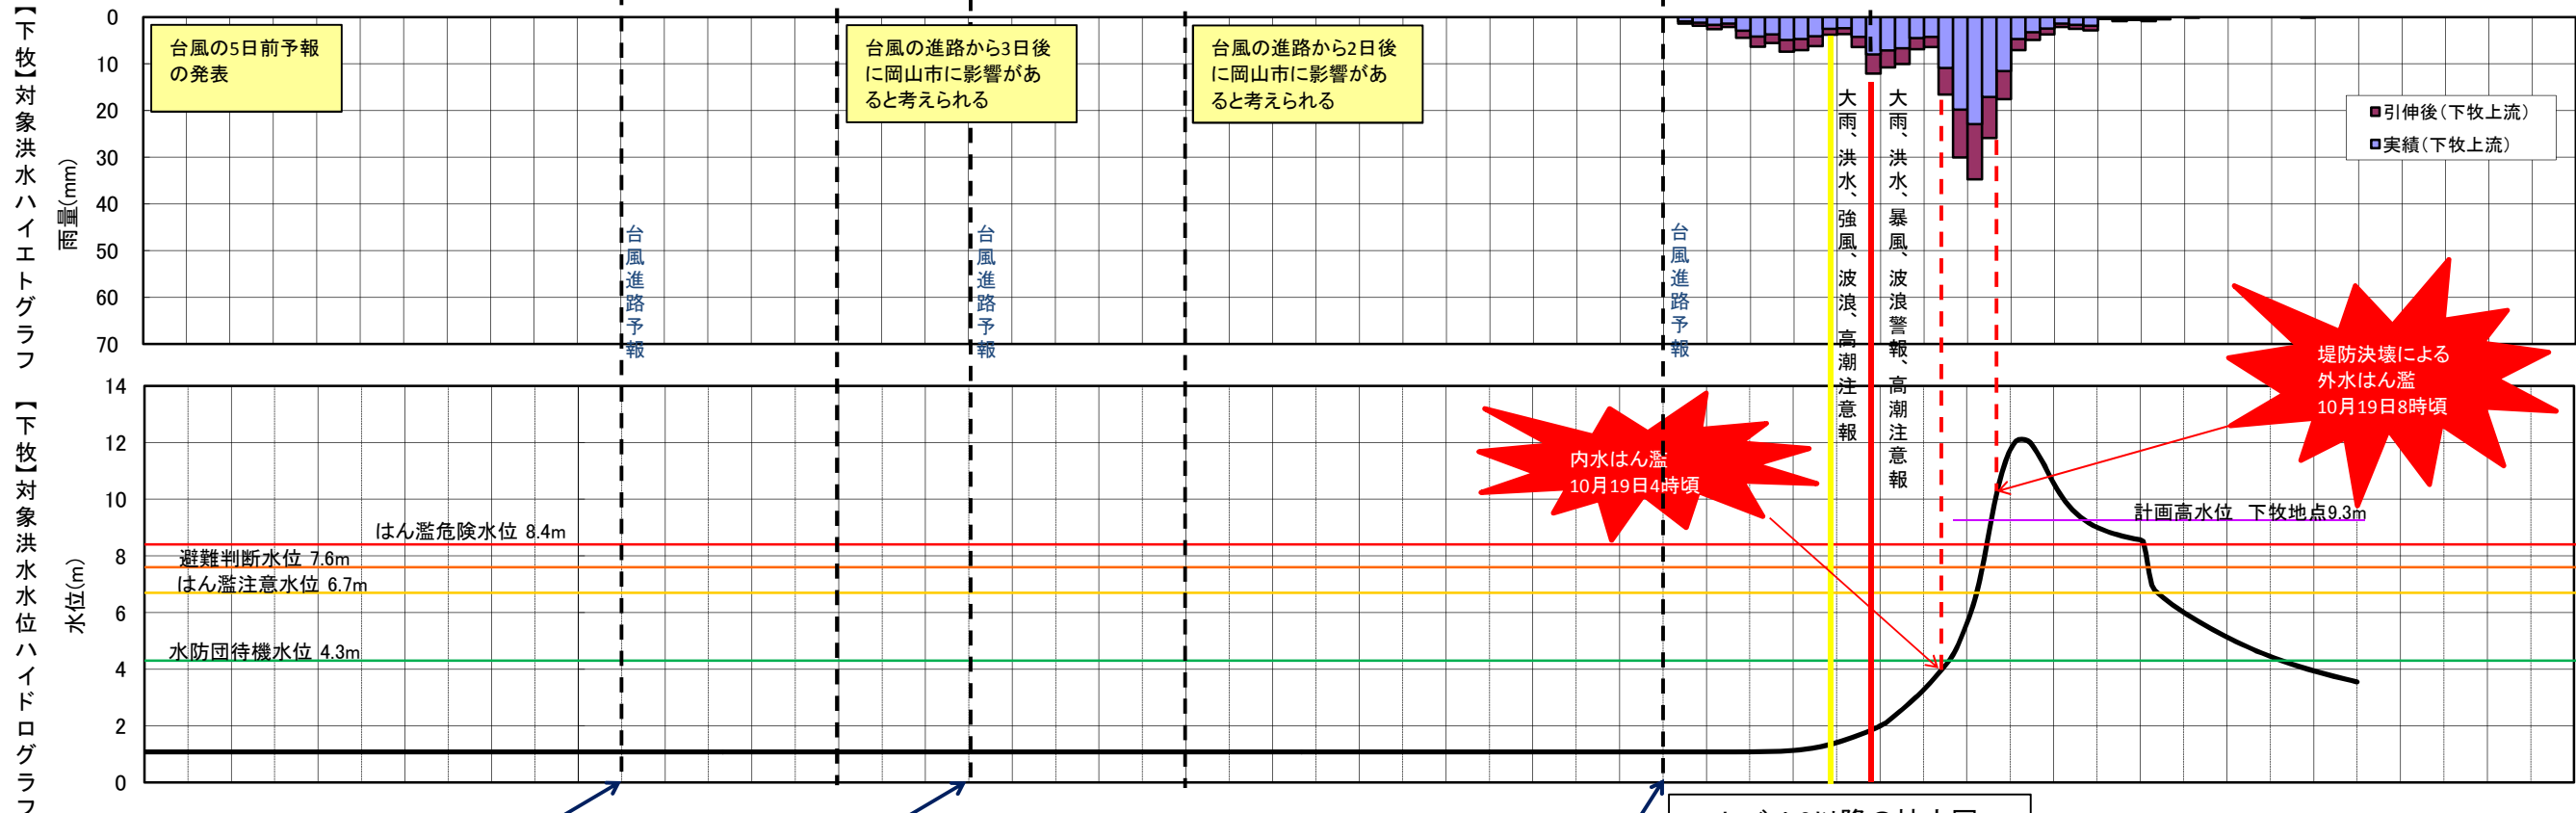 【下牧】対象洪水ハイエトグラフ
雨量(mm)
0
10
20
30
40
50
60
70
台風の5日前予報
の発表
台風の進路から3日後
に岡山市に影響があ
ると考えられる
台風の進路から2日後
に岡山市に影響があ
ると考えられる
台風進路予報
台風進路予報
台風進路予報
大雨、洪水、強風、波浪、高潮注意報
大雨、洪水、暴風、波浪警報、高潮注意報
引伸後(下牧上流)
実績(下牧上流)
【下牧】対象洪水水位ハイドログラフ
水位(m)
14
12
10
8
6
4
2
0
はん濫危険水位 8.4m
避難判断水位 7.6m
はん濫注意水位 6.7m
水防団待機水位 4.3m
内水はん濫
10月19日4時頃
堤防決壊による
外水はん濫
10月19日8時頃
計画高水位 下牧地点9.3m